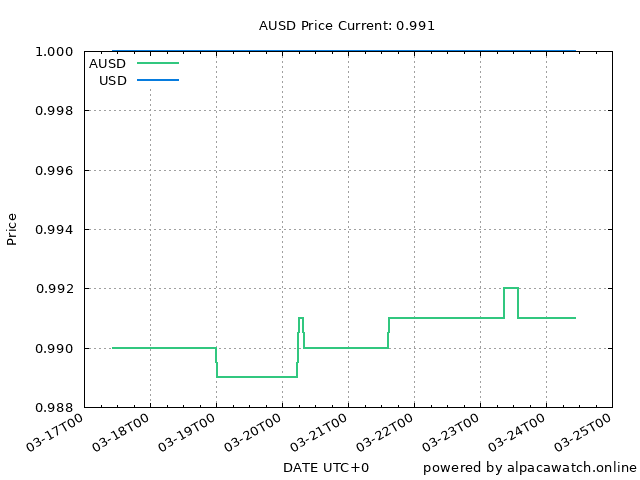 AUSD Price Current: 0.991
1.000
AUSD
USD
0.998
0.996
0.994
Price
0.992
0.990
0.988
03-17T00 03-18T00 03-19T00 03-20T00 03-21T00 03-22T00 03-23T00 03-24T00 03-25T00
DATE UTC+0
powered by alpacawatch.online